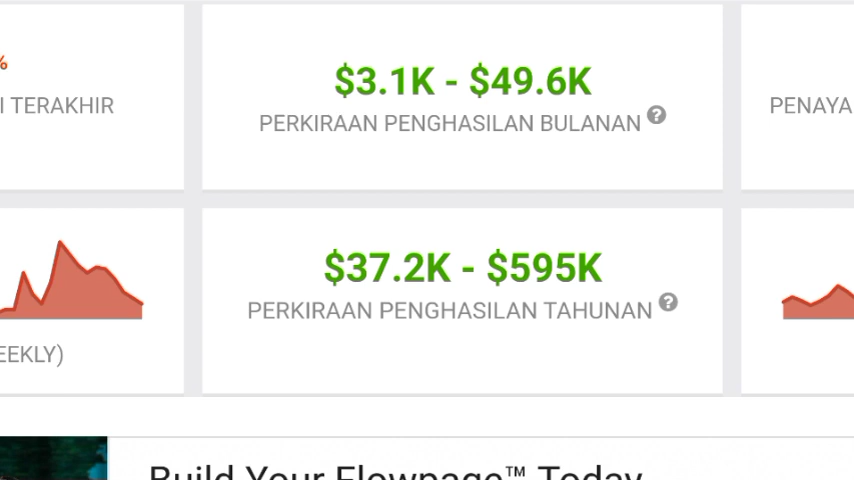 %
$3.1K - $49.6K
I TERAKHIR
PERKIRAAN PENGHASILAN BULANAN ?
PENAYA
$37.2K - $595K
PERKIRAAN PENGHASILAN TAHUNAN ?
EEKLY)
Build Your Flowpage™ Today